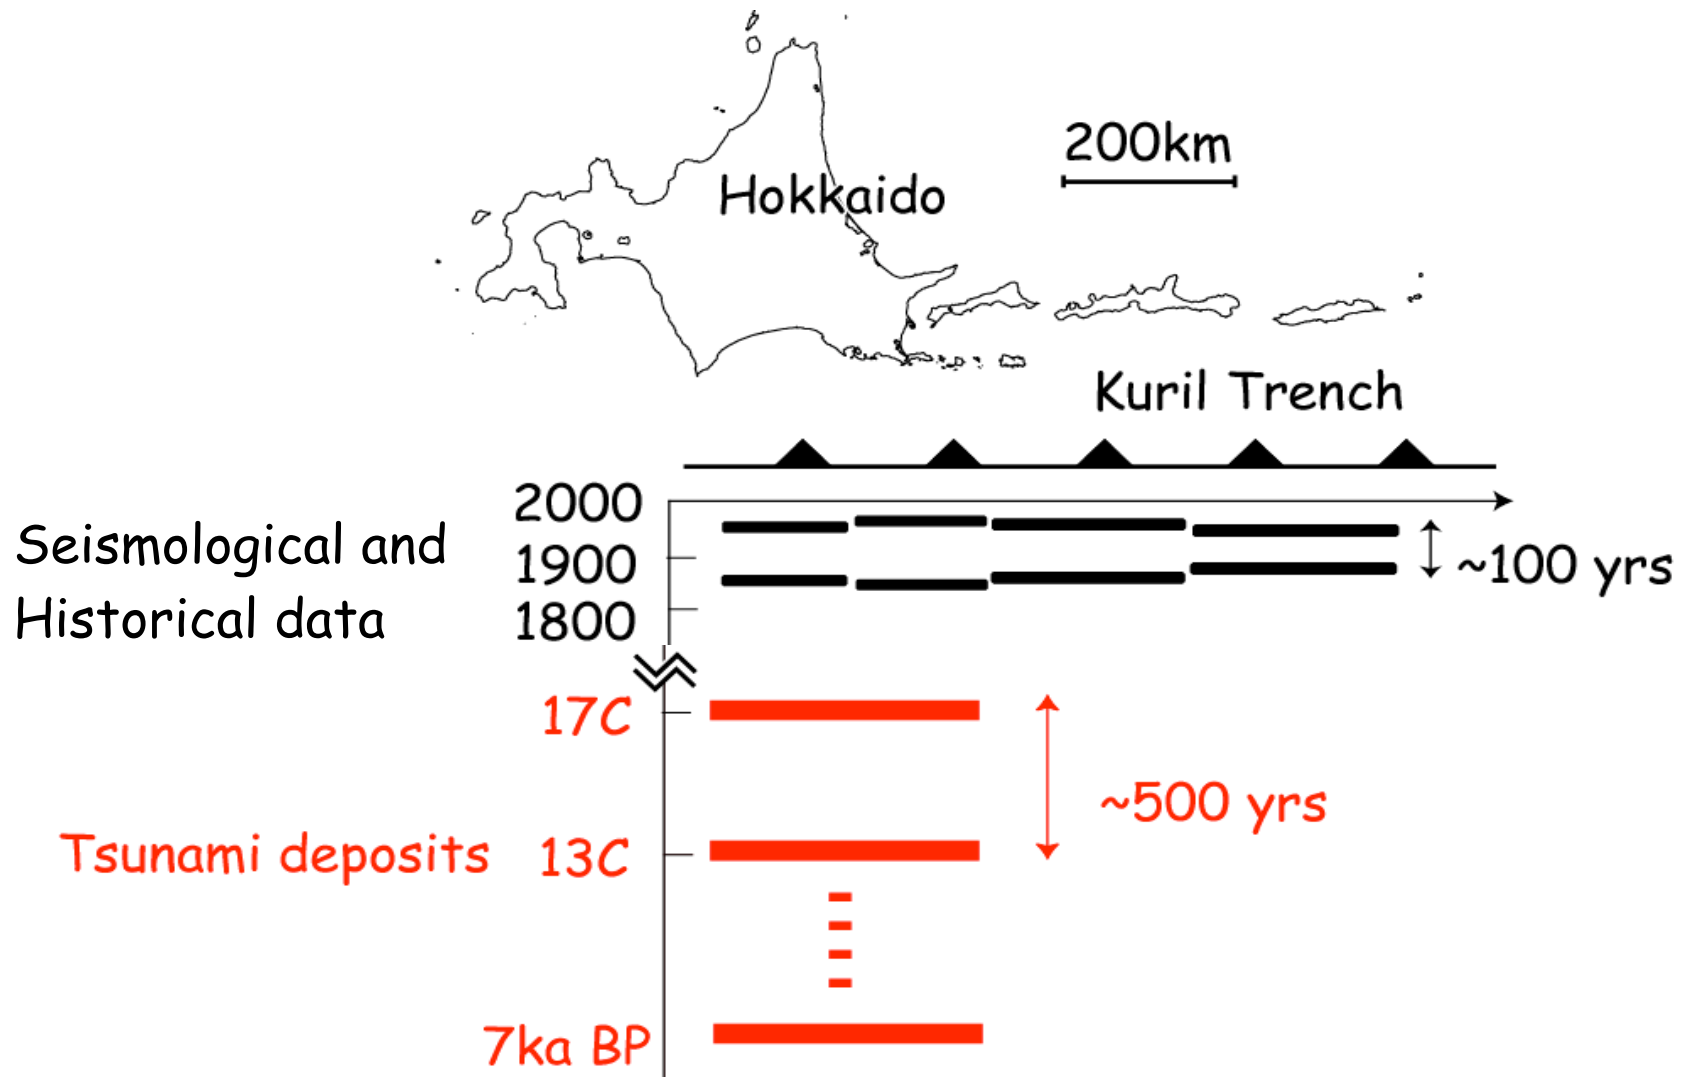 200km
Hokkaido
Kuril Trench
2000
Seismological and
1900
~100 yrs
Historical data
1800
17C
~500 yrs
Tsunami deposits
13C
7ka BP